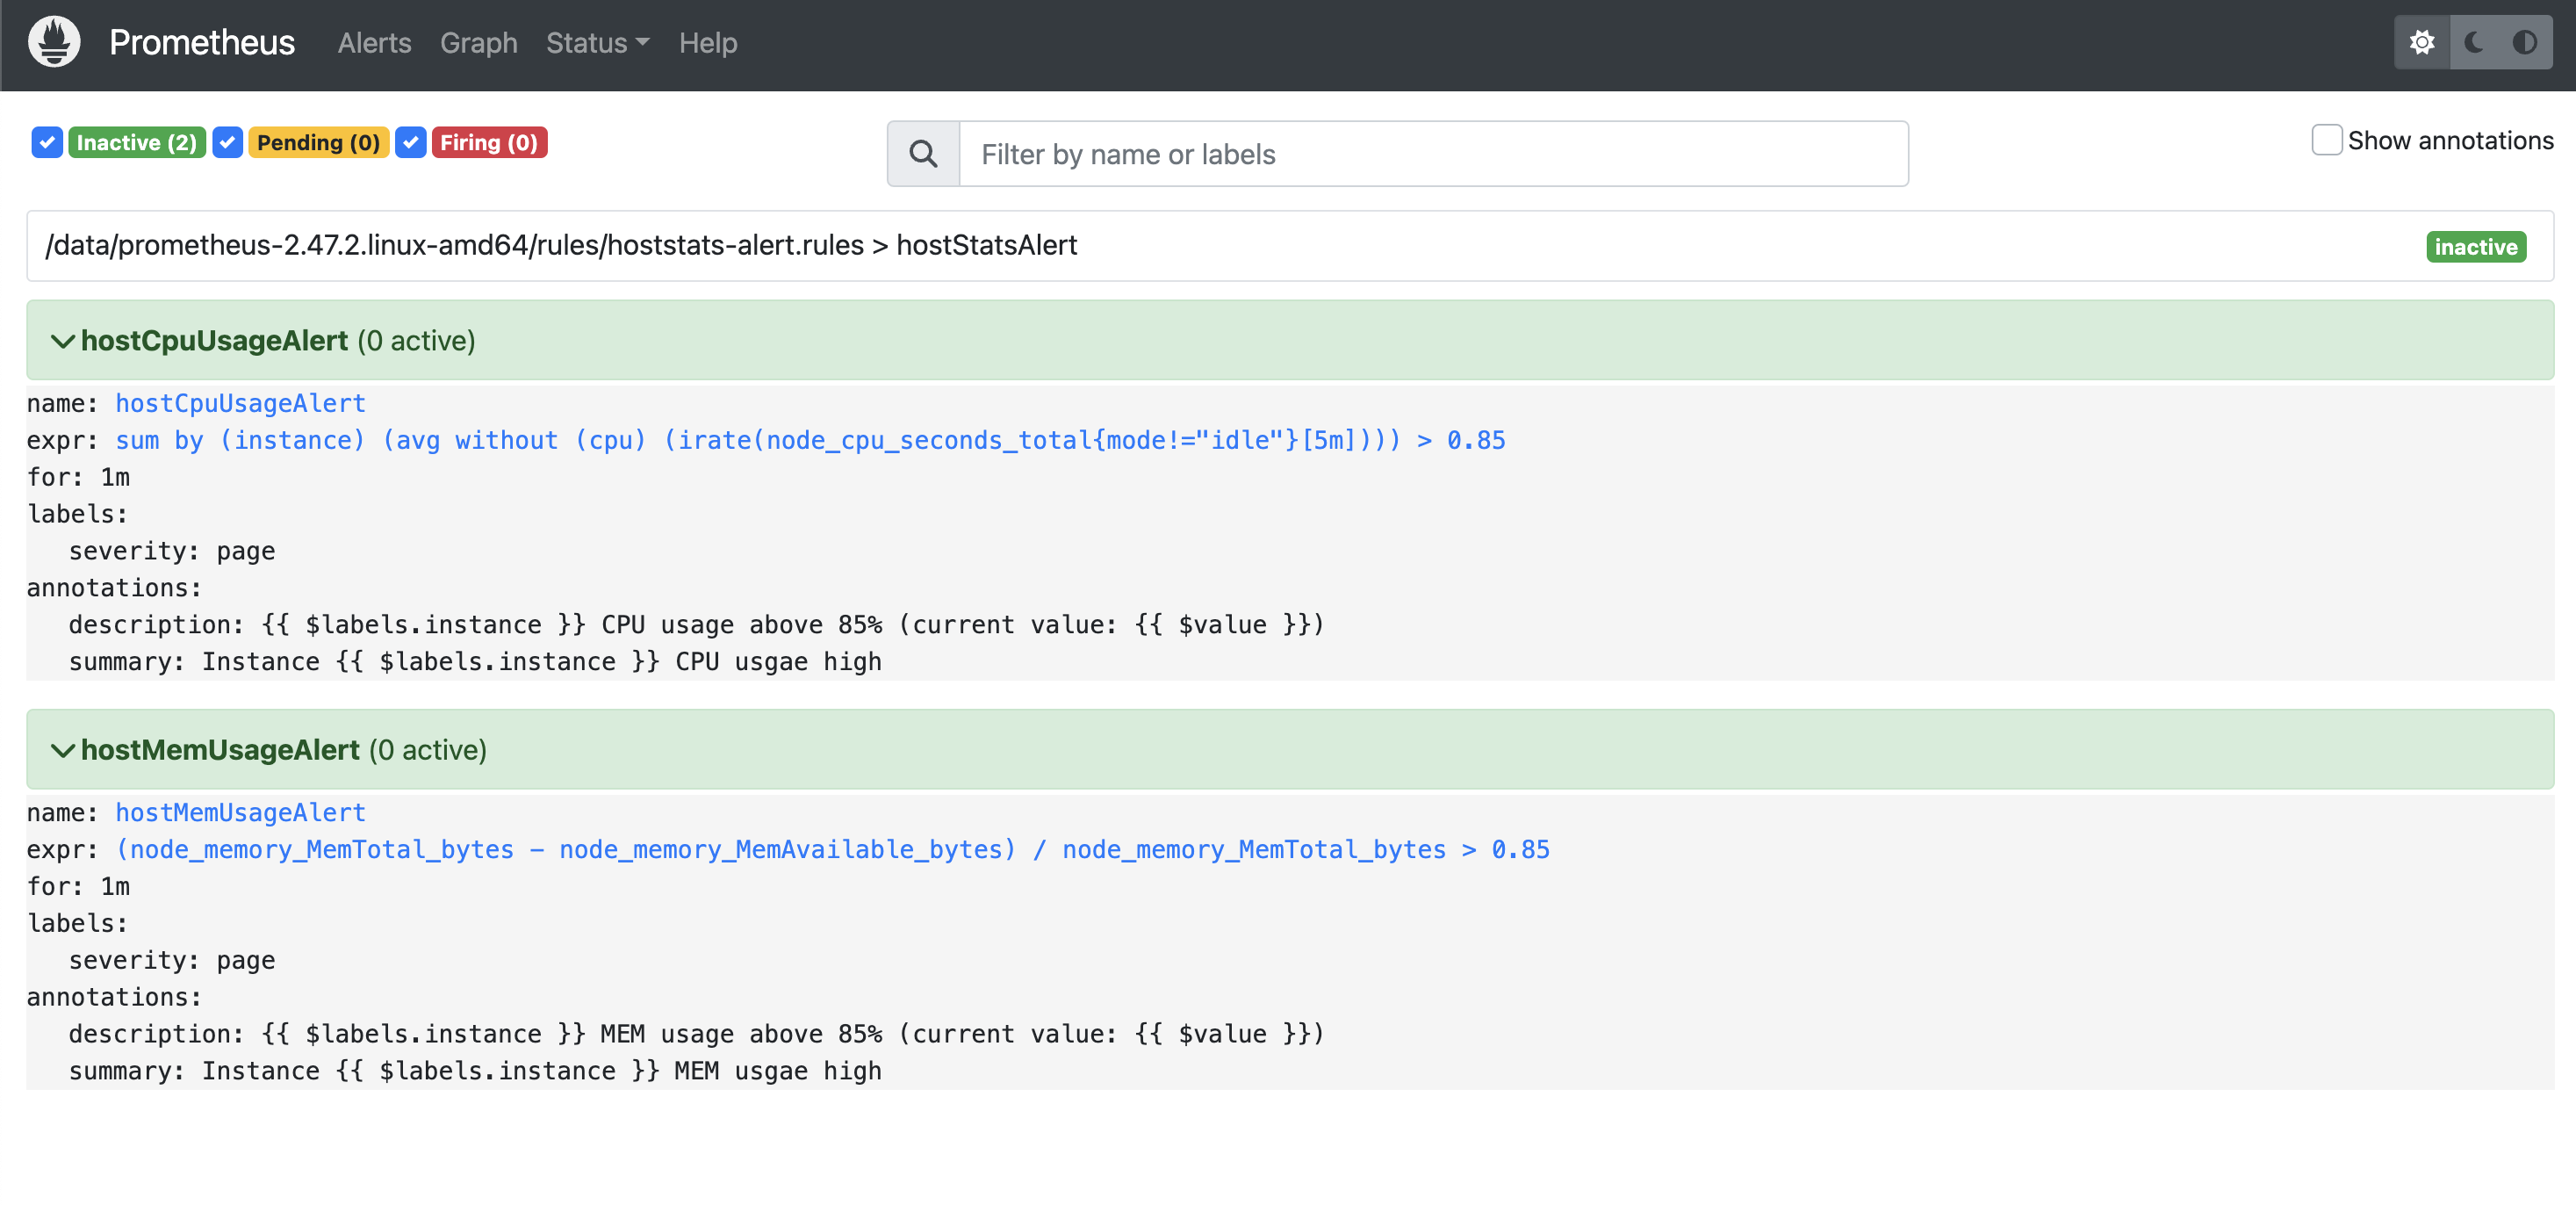 Prometheus Alerts Graph Status Help
Inactive (2) Pending (0) Firing (0) Filter by name or labels Show annotations
/data/prometheus-2.47.2.linux-amd64/rules/hoststats-alert.rules > hostStatsAlert inactive
hostCpuUsageAlert (0 active)
name: hostCpuUsageAlert
expr: sum by (instance) (avg without (cpu) (irate(node_cpu_seconds_total{mode!="idle"}[5m]))) > 0.85
for: 1m
labels:
severity: page
annotations:
description: {{ $labels.instance }} CPU usage above 85% (current value: {{ $value }})
summary: Instance {{ $labels.instance }} CPU usgae high
hostMemUsageAlert (0 active)
name: hostMemUsageAlert
expr: (node_memory_MemTotal_bytes - node_memory_MemAvailable_bytes) / node_memory_MemTotal_bytes > 0.85
for: 1m
labels:
severity: page
annotations:
description: {{ $labels.instance }} MEM usage above 85% (current value: {{ $value }})
summary: Instance {{ $labels.instance }} MEM usgae high